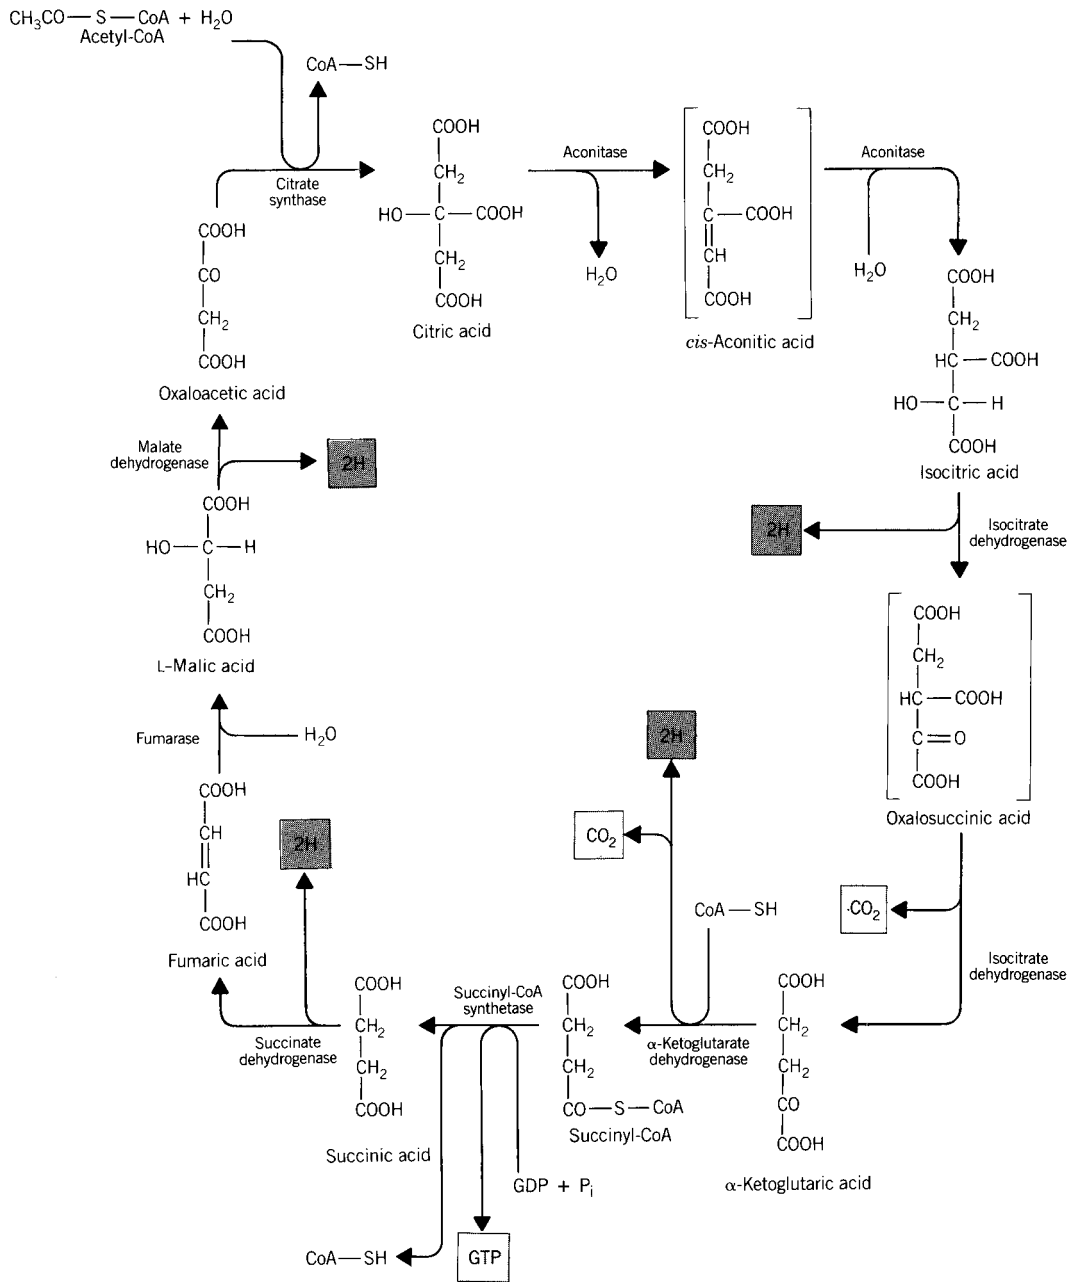 CH3CO—S—CoA + H2O
Acetyl-CoA
CoA—SH
Citrate
synthase
COOH
CH2
HO—C—COOH
CH2
COOH
Citric acid
Aconitase
H2O
COOH
CH2
C—COOH
CH
COOH
cis-Aconitic acid
Aconitase
H2O
COOH
CH2
HC—COOH
HO—C—H
COOH
Isocitric acid
2H
Isocitrate
dehydrogenase
COOH
CH2
HC—COOH
C=O
COOH
Oxalosuccinic acid
CO2
Isocitrate
dehydrogenase
COOH
CH2
CH2
CO
COOH
α-Ketoglutaric acid
2H
CO2
CoA—SH
α-Ketoglutarate
dehydrogenase
COOH
CH2
CH2
CO—S—CoA
Succinyl-CoA
Succinyl-CoA
synthetase
GDP + Pi
GTP
CoA—SH
COOH
CH2
CH2
COOH
Succinic acid
2H
Succinate
dehydrogenase
COOH
CH
HC
COOH
Fumaric acid
Fumarase
H2O
COOH
HO—C—H
CH2
COOH
L-Malic acid
Malate
dehydrogenase
2H
COOH
CO
CH2
COOH
Oxaloacetic acid